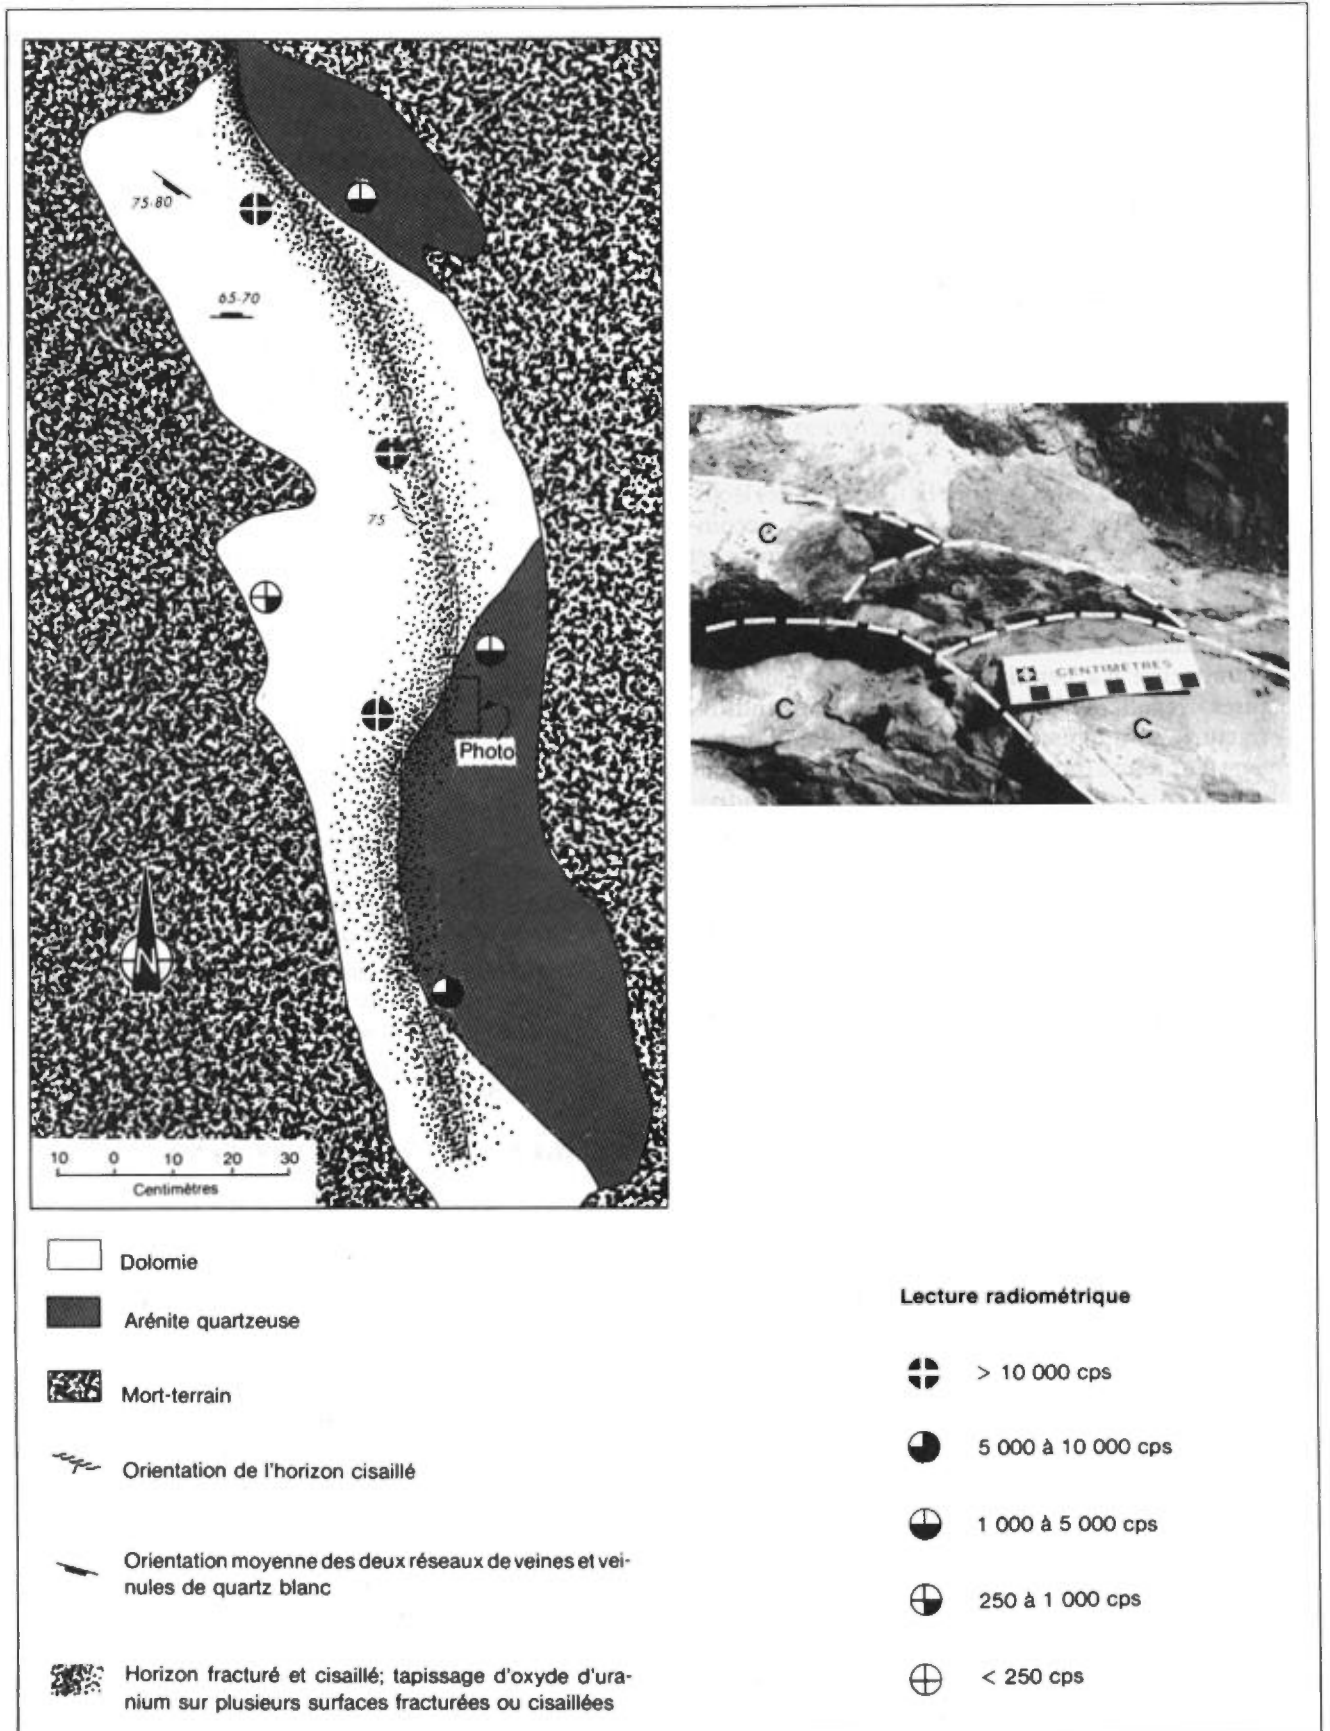 75-80
65-70
75
Photo
N
10 0 10 20 30
Centimètres
C
CENTIMETRES
C
C
Dolomie
Arénite quartzeuse
Mort-terrain
Orientation de l'horizon cisaillé
Orientation moyenne des deux réseaux de veines et vei-
nules de quartz blanc
Horizon fracturé et cisaillé; tapissage d'oxyde d'ura-
nium sur plusieurs surfaces fracturées ou cisaillées
Lecture radiométrique
> 10 000 cps
5 000 à 10 000 cps
1 000 à 5 000 cps
250 à 1 000 cps
< 250 cps